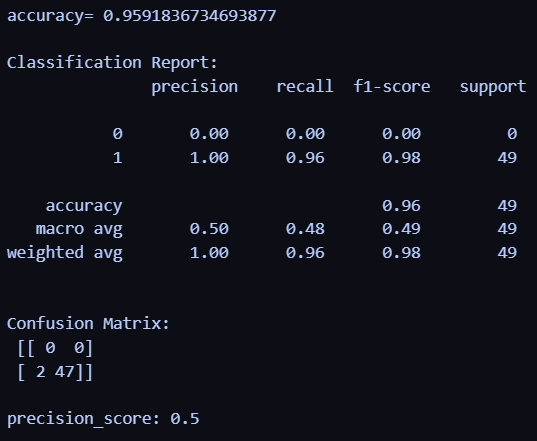 accuracy= 0.9591836734693877
Classification Report:
precision recall f1-score support
0 0.00 0.00 0.00 0
1 1.00 0.96 0.98 49
accuracy 0.96 49
macro avg 0.50 0.48 0.49 49
weighted avg 1.00 0.96 0.98 49
Confusion Matrix:
[[ 0 0]
[ 2 47]]
precision_score: 0.5